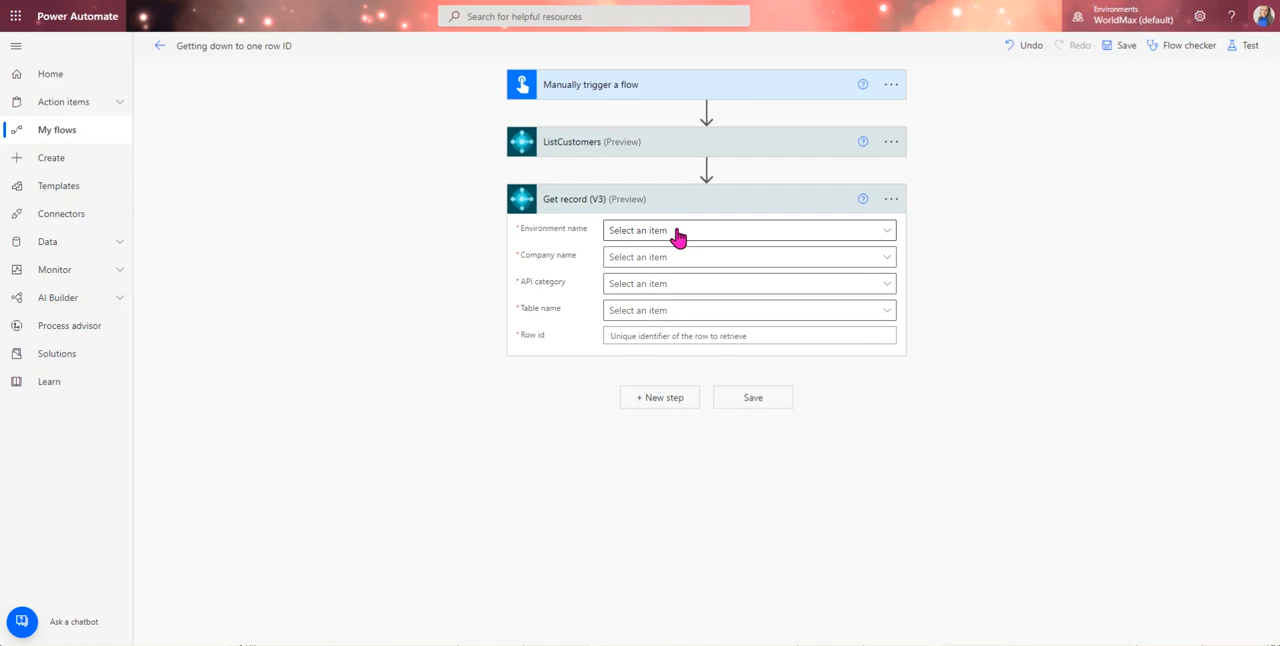 Power Automate
Search for helpful resources
Environments
WorldMax (default)
?
Getting down to one row ID
Undo
Redo
Save
Flow checker
Test
Home
Action items
My flows
Create
Templates
Connectors
Data
Monitor
AI Builder
Process advisor
Solutions
Learn
Ask a chatbot
Manually trigger a flow
?
ListCustomers (Preview)
?
Get record (V3) (Preview)
?
* Environment name
Select an item
* Company name
Select an item
* API category
Select an item
* Table name
Select an item
* Row id
Unique identifier of the row to retrieve
+ New step
Save